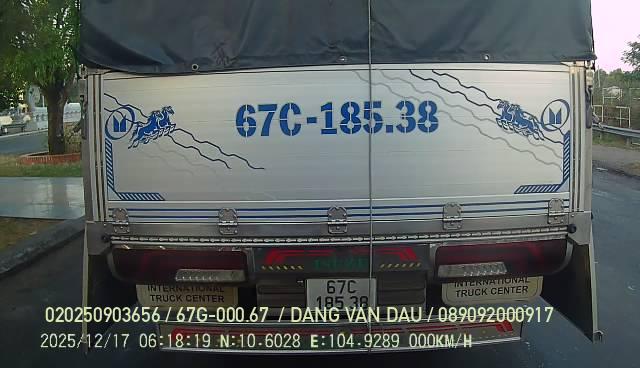 67C-185.38
ISUZU
INTERNATIONAL
TRUCK CENTER
INTERNATIONAL
TRUCK CENTER
67C
185.38
020250903656 / 67G-000.67 / DANG VAN DAU / 089092000917
2025/12/17 06:18:19 N:10.6028 E:104.9289 000KM/H